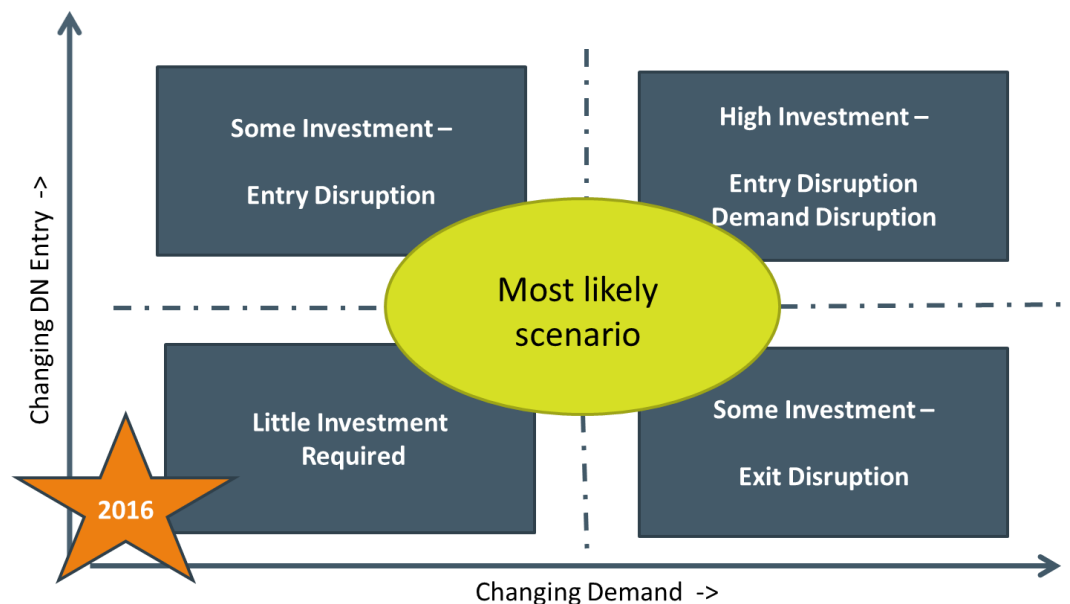 Changing DN Entry ->
Some Investment –
Entry Disruption
High Investment –
Entry Disruption
Demand Disruption
Most likely
scenario
Little Investment
Required
Some Investment –
Exit Disruption
2016
Changing Demand ->